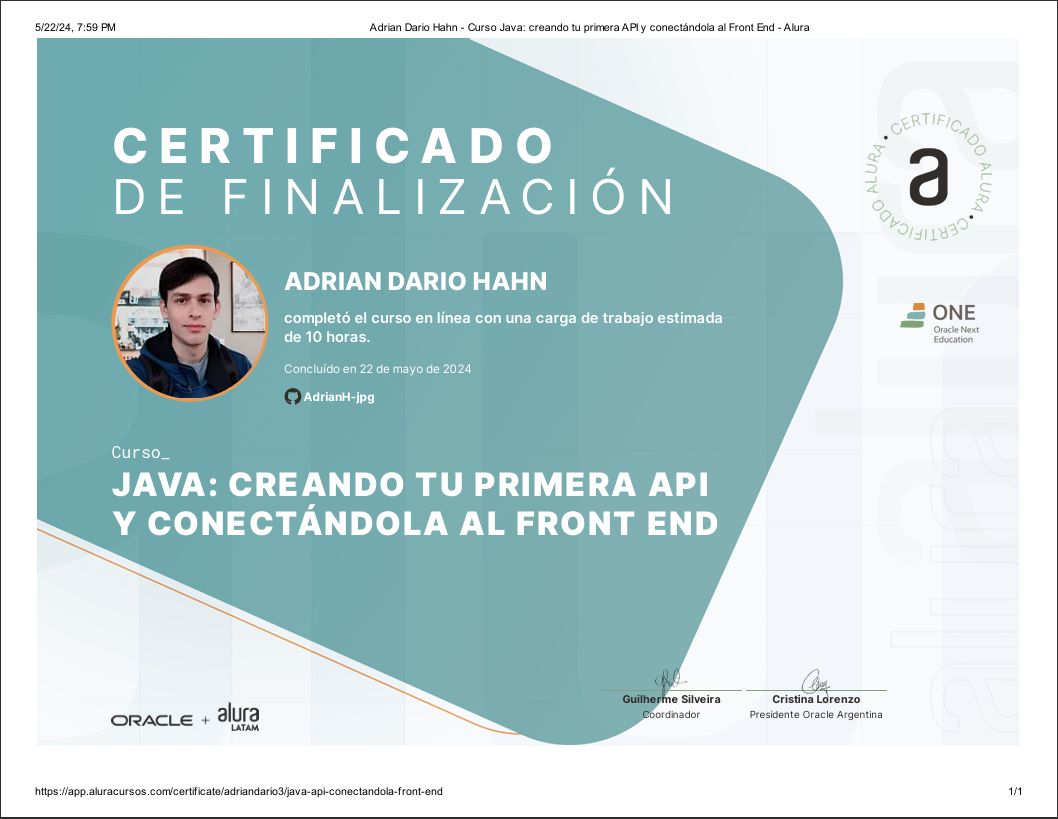 5/22/24, 7:59 PM
Adrian Dario Hahn - Curso Java: creando tu primera API y conectándola al Front End - Alura
CERTIFICADO
DE FINALIZACIÓN
CERTIFICADO ALURA • CERTIFICADO ALURA •
a
ADRIAN DARIO HAHN
completó el curso en línea con una carga de trabajo estimada
de 10 horas.
Concluído en 22 de mayo de 2024
AdrianH-jpg
ONE
Oracle Next
Education
Curso_
JAVA: CREANDO TU PRIMERA API
Y CONECTÁNDOLA AL FRONT END
ORACLE + alura
LATAM
Guilherme Silveira
Coordinador
Cristina Lorenzo
Presidente Oracle Argentina
alura
alura
https://app.aluracursos.com/certificate/adriandario3/java-api-conectandola-front-end
1/1